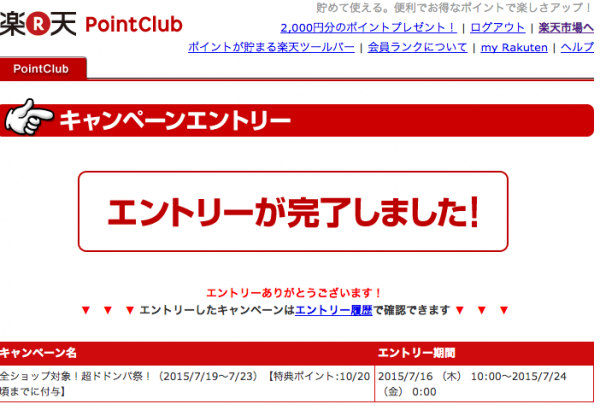 貯めて使える。便利でお得なポイントで楽しさアップ!
楽R天 PointClub
2,000円分のポイントプレゼント! | ログアウト | 楽天市場へ
ポイントが貯まる楽天ツールバー | 会員ランクについて | my Rakuten | ヘルプ
PointClub
キャンペーンエントリー
エントリーが完了しました!
エントリーありがとうございます!
▼ ▼ ▼ エントリーしたキャンペーンはエントリー履歴で確認できます ▼ ▼ ▼
キャンペーン名 エントリー期間
全ショップ対象!超ドドンパ祭!(2015/7/19~7/23)【特典ポイント:10/20 2015/7/16 (木) 10:00~2015/7/24
頃までに付与】 (金) 0:00